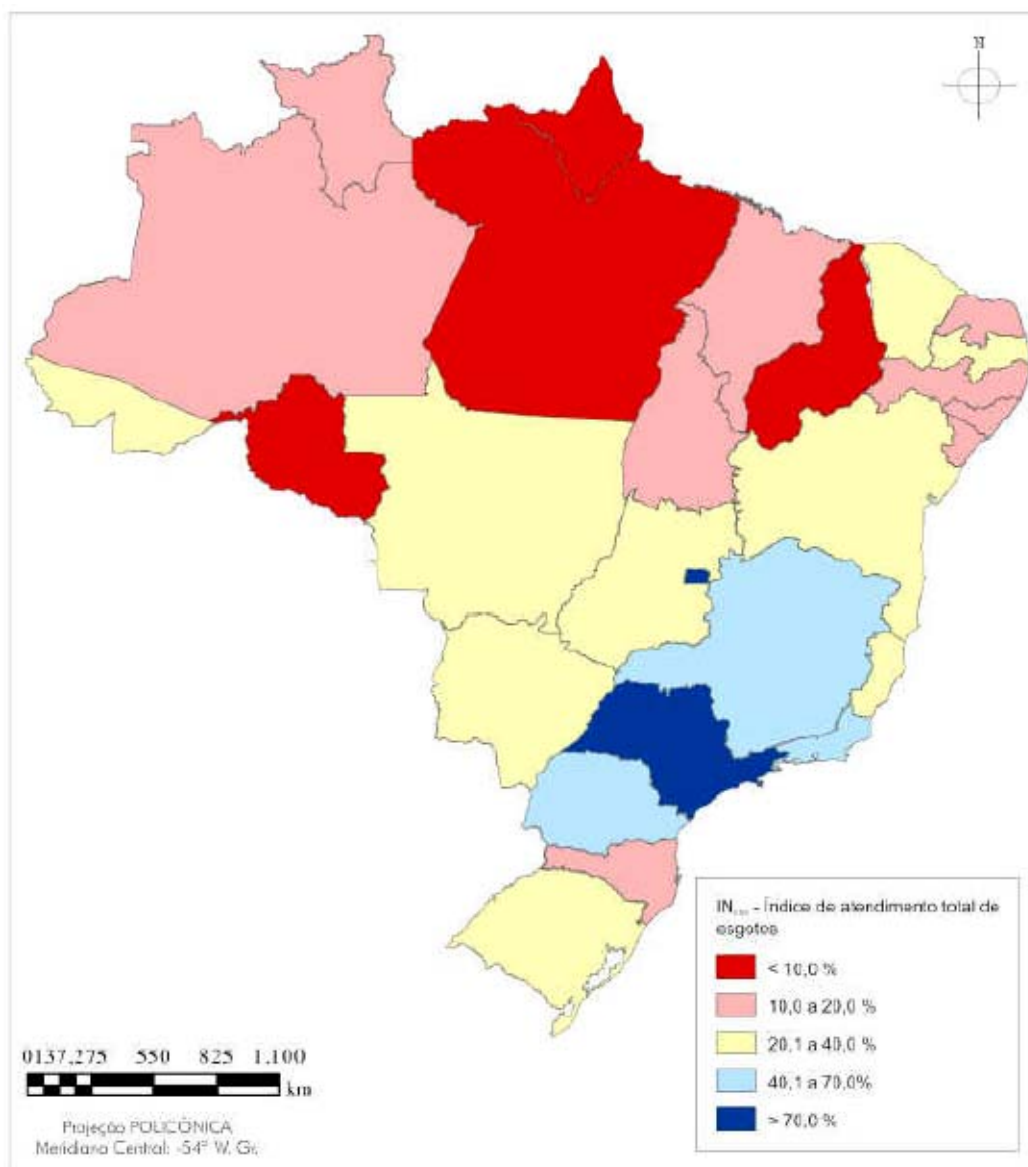 N
IN - Índice de atendimento total de
esgotos
< 10,0 %
10,0 a 20,0 %
20,1 a 40,0 %
40,1 a 70,0%
> 70,0 %
0137,275 550 825 1.100
km
Projeção POLICÔNICA
Meridiano Central: -54° W. Gr.